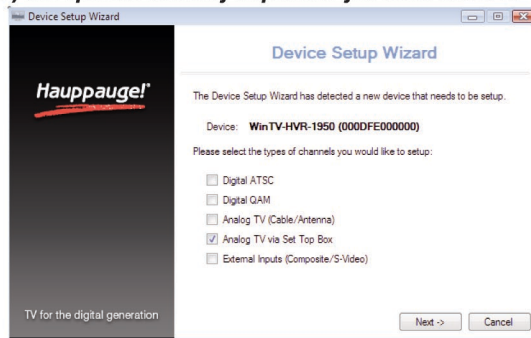 Device Setup Wizard
Device Setup Wizard
Hauppauge!
The Device Setup Wizard has detected a new device that needs to be setup.
Device: WinTV-HVR-1950 (000DFE000000)
Please select the types of channels you would like to setup:
Digital ATSC
Digital QAM
Analog TV (Cable/Antenna)
Analog TV via Set Top Box
External Inputs (Composite/S-Video)
TV for the digital generation
Next -> Cancel